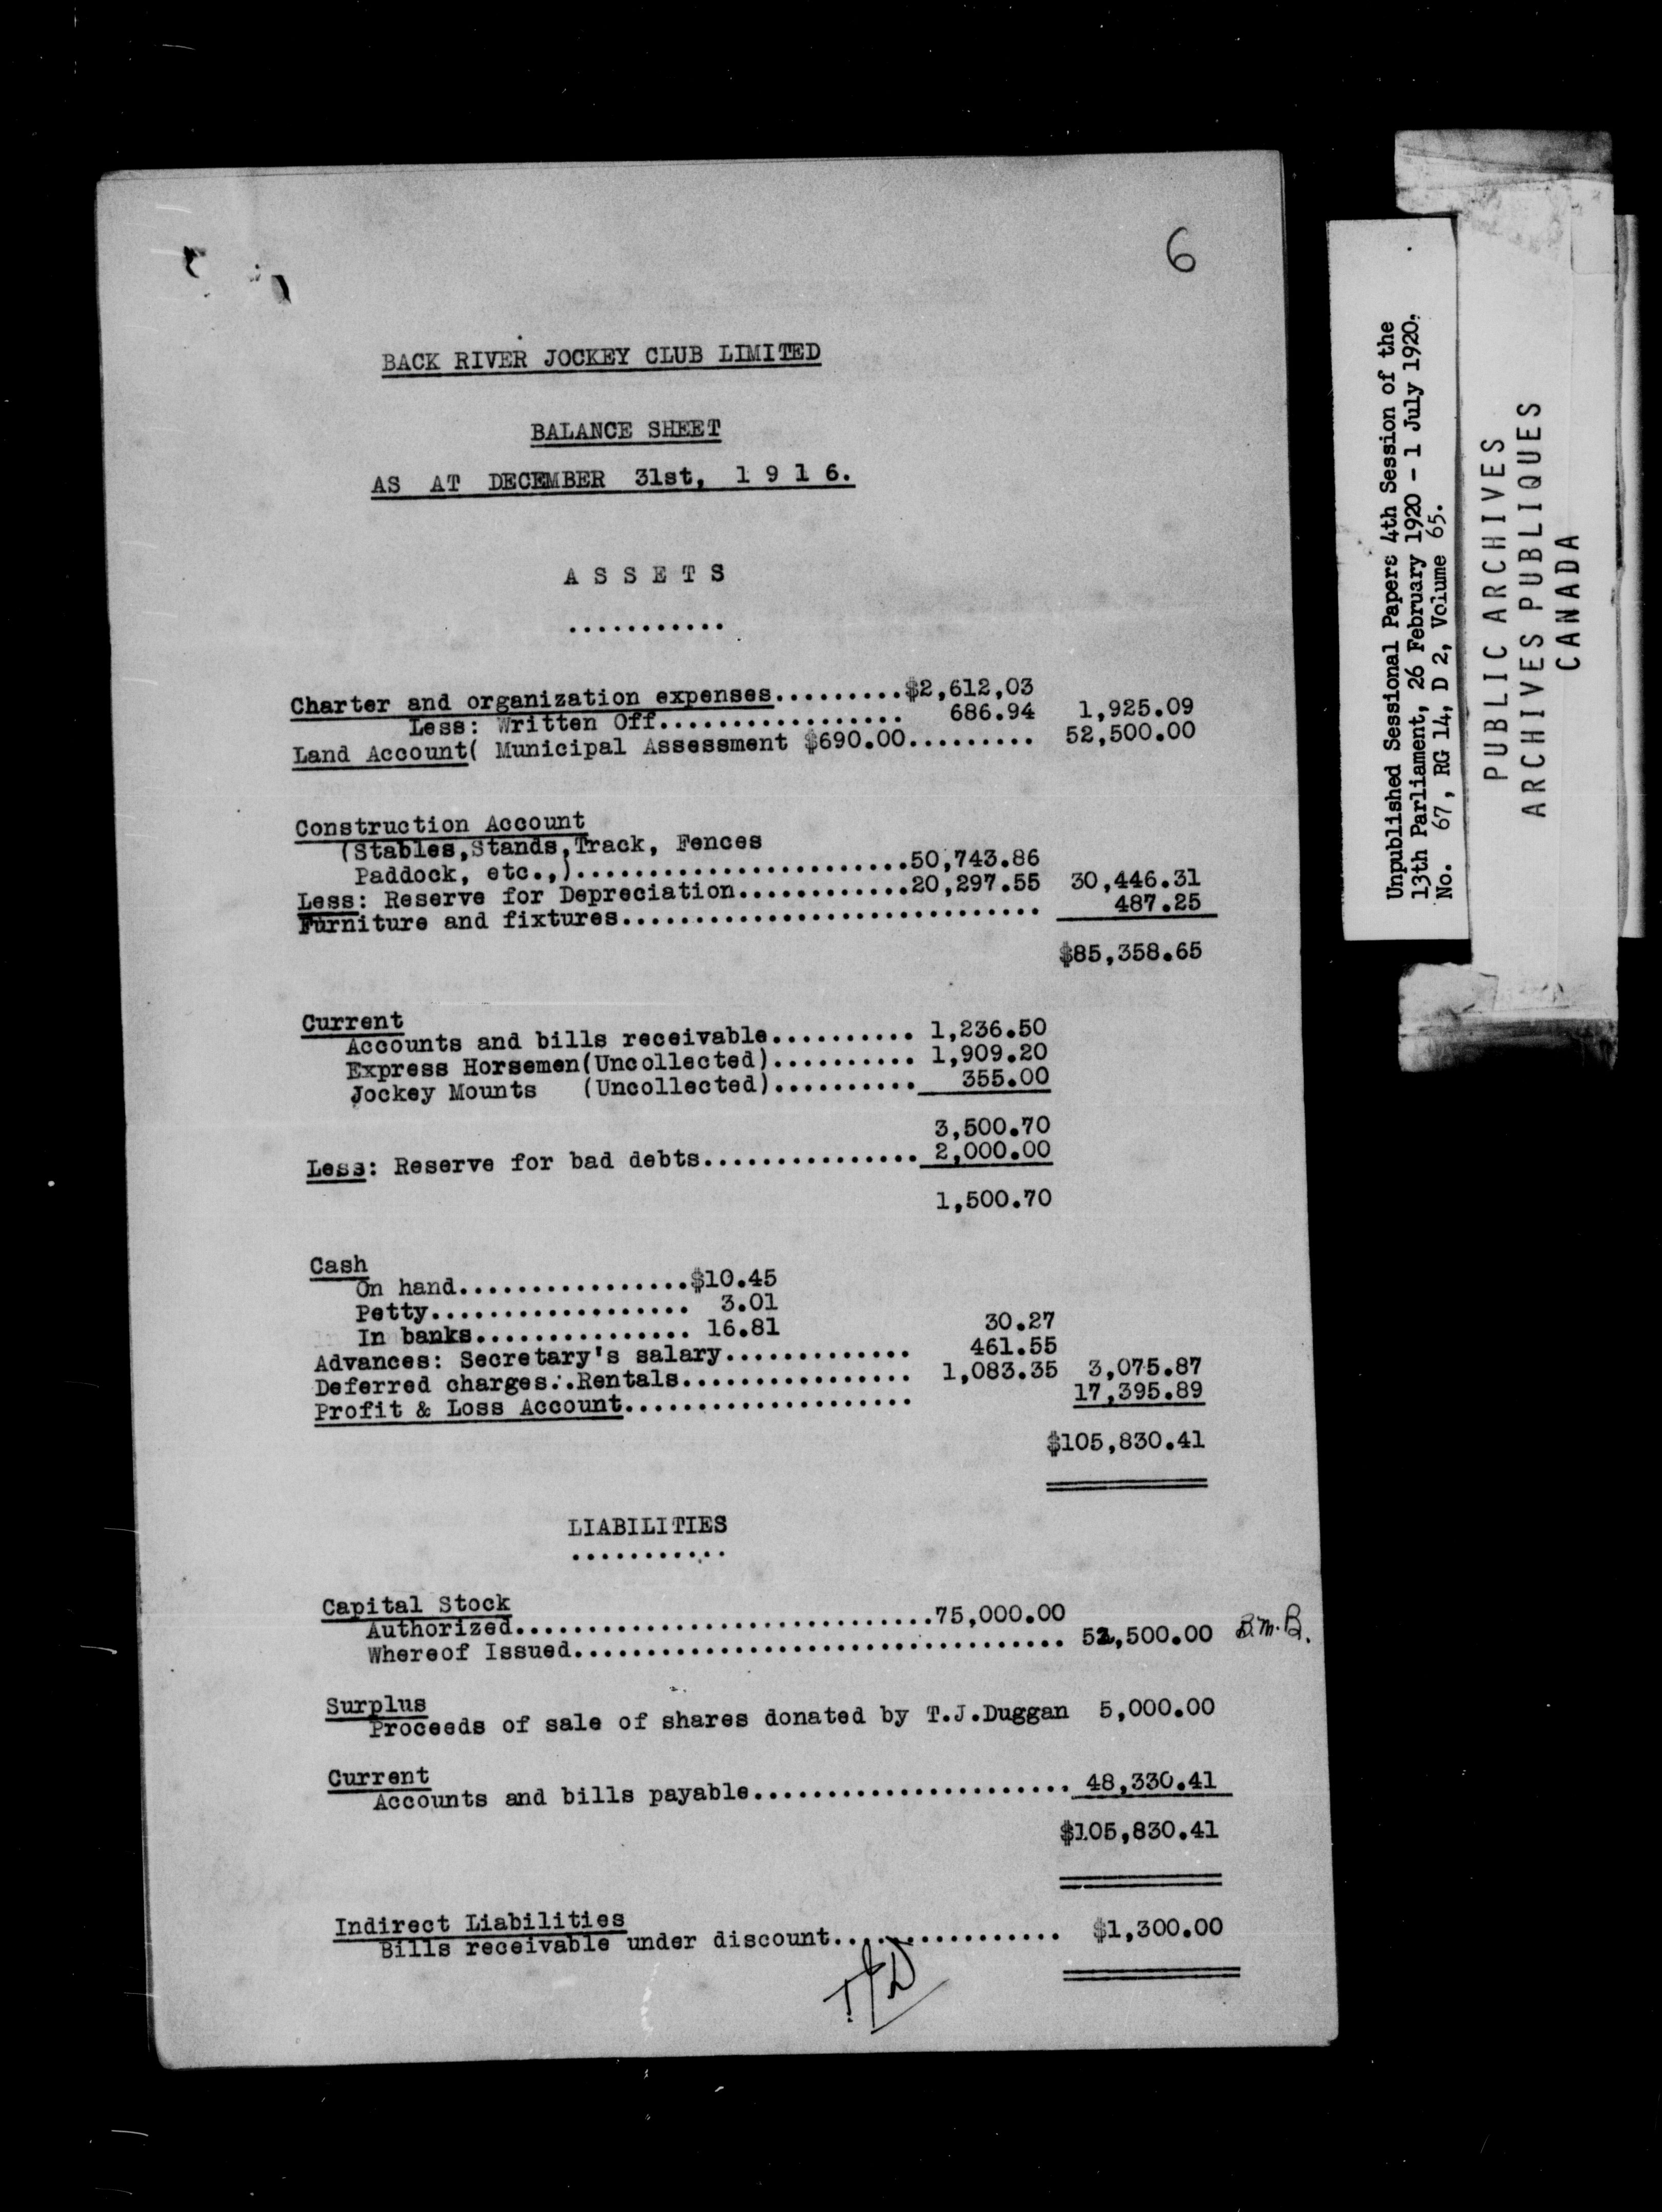 6
BACK RIVER JOCKEY CLUB LIMITED
BALANCE SHEET
AS AT DECEMBER 31st, 1 9 1 6.
A S S E T S
...........
Charter and organization expenses.........$2,612,03
Less: Written Off................. 686.94 1,925.09
Land Account( Municipal Assessment $690.00......... 52,500.00
Construction Account
(Stables,Stands,Track, Fences
Paddock, etc.,).......................50,743.86
Less: Reserve for Depreciation............20,297.55 30,446.31
Furniture and fixtures............................. 487.25
$85,358.65
Current
Accounts and bills receivable.......... 1,236.50
Express Horsemen(Uncollected).......... 1,909.20
Jockey Mounts (Uncollected).......... 355.00
3,500.70
Less: Reserve for bad debts............... 2,000.00
1,500.70
Cash
On hand................$10.45
Petty.................. 3.01
In banks............... 16.81 30.27
Advances: Secretary's salary............. 461.55
Deferred charges:.Rentals................ 1,083.35 3,075.87
Profit & Loss Account.................... 17,395.89
$105,830.41
LIABILITIES
...........
Capital Stock
Authorized.............................75,000.00
Whereof Issued.................................. 52,500.00 B.M.B.
Surplus
Proceeds of sale of shares donated by T.J.Duggan 5,000.00
Current
Accounts and bills payable...................... 48,330.41
$105,830.41
Indirect Liabilities
Bills receivable under discount................ $1,300.00
TJD
Unpublished Sessional Papers 4th Session of the
13th Parliament, 26 February 1920 - 1 July 1920.
No. 67, RG 14, D 2, Volume 65.
PUBLIC ARCHIVES
ARCHIVES PUBLIQUES
CANADA